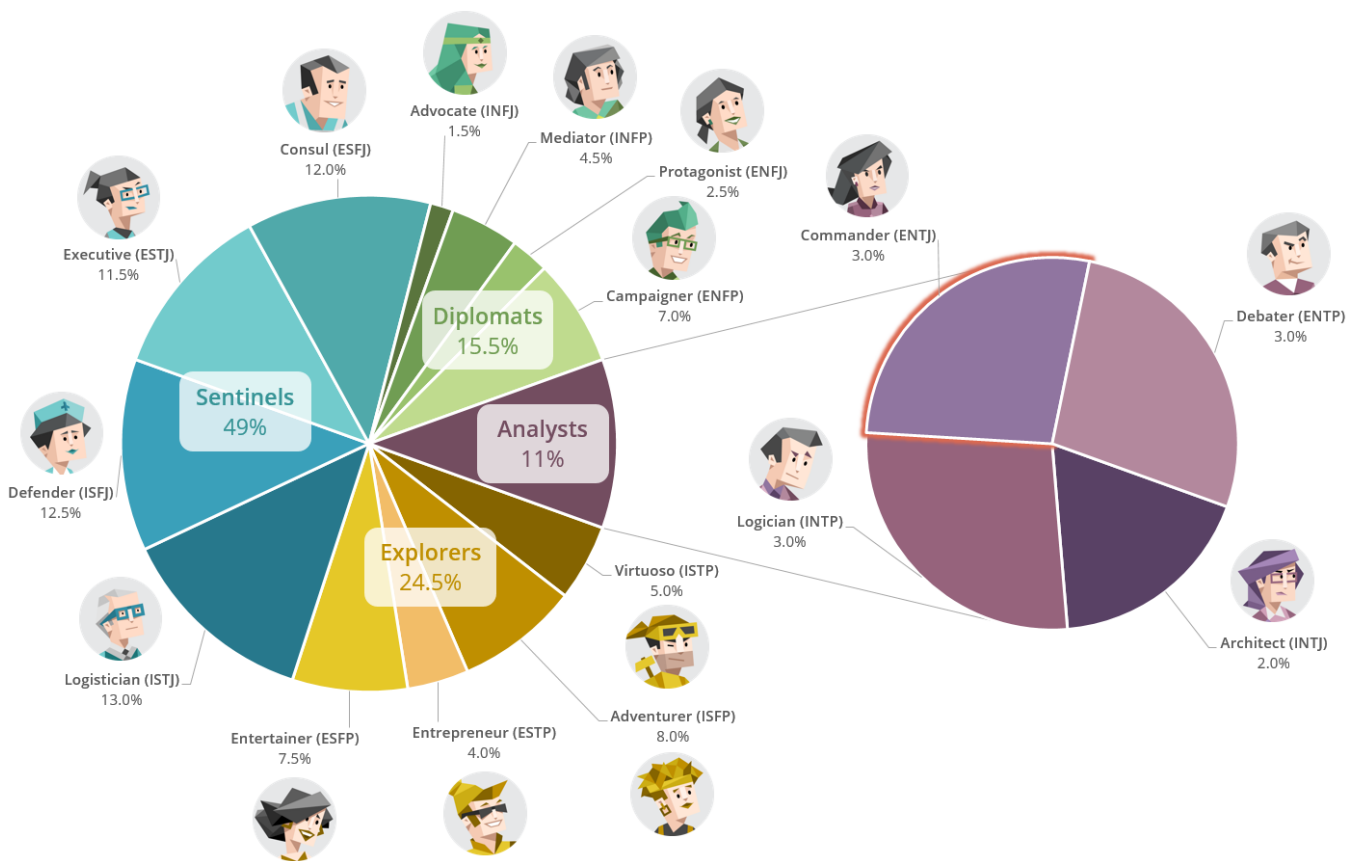 Advocate (INFJ)
1.5%
Mediator (INFP)
4.5%
Consul (ESFJ)
12.0%
Protagonist (ENFJ)
2.5%
Executive (ESTJ)
11.5%
Campaigner (ENFP)
7.0%
Commander (ENTJ)
3.0%
Debater (ENTP)
3.0%
Diplomats
15.5%
Sentinels
49%
Analysts
11%
Defender (ISFJ)
12.5%
Logician (INTP)
3.0%
Explorers
24.5%
Virtuoso (ISTP)
5.0%
Architect (INTJ)
2.0%
Logistician (ISTJ)
13.0%
Adventurer (ISFP)
8.0%
Entertainer (ESFP)
7.5%
Entrepreneur (ESTP)
4.0%